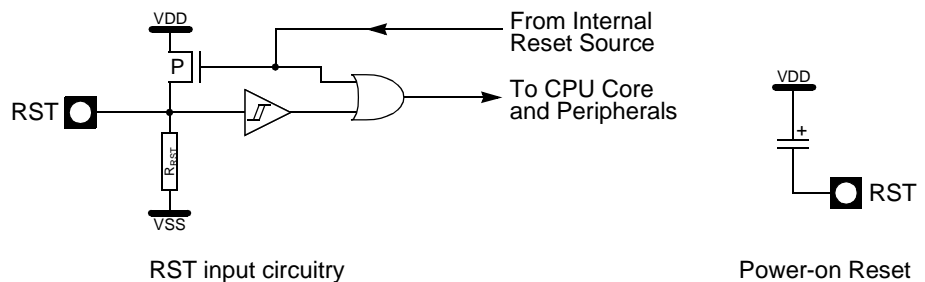 VDD
From Internal
Reset Source
P
To CPU Core
and Peripherals
RST
RRST
VSS
VDD
+
RST
RST input circuitry
Power-on Reset